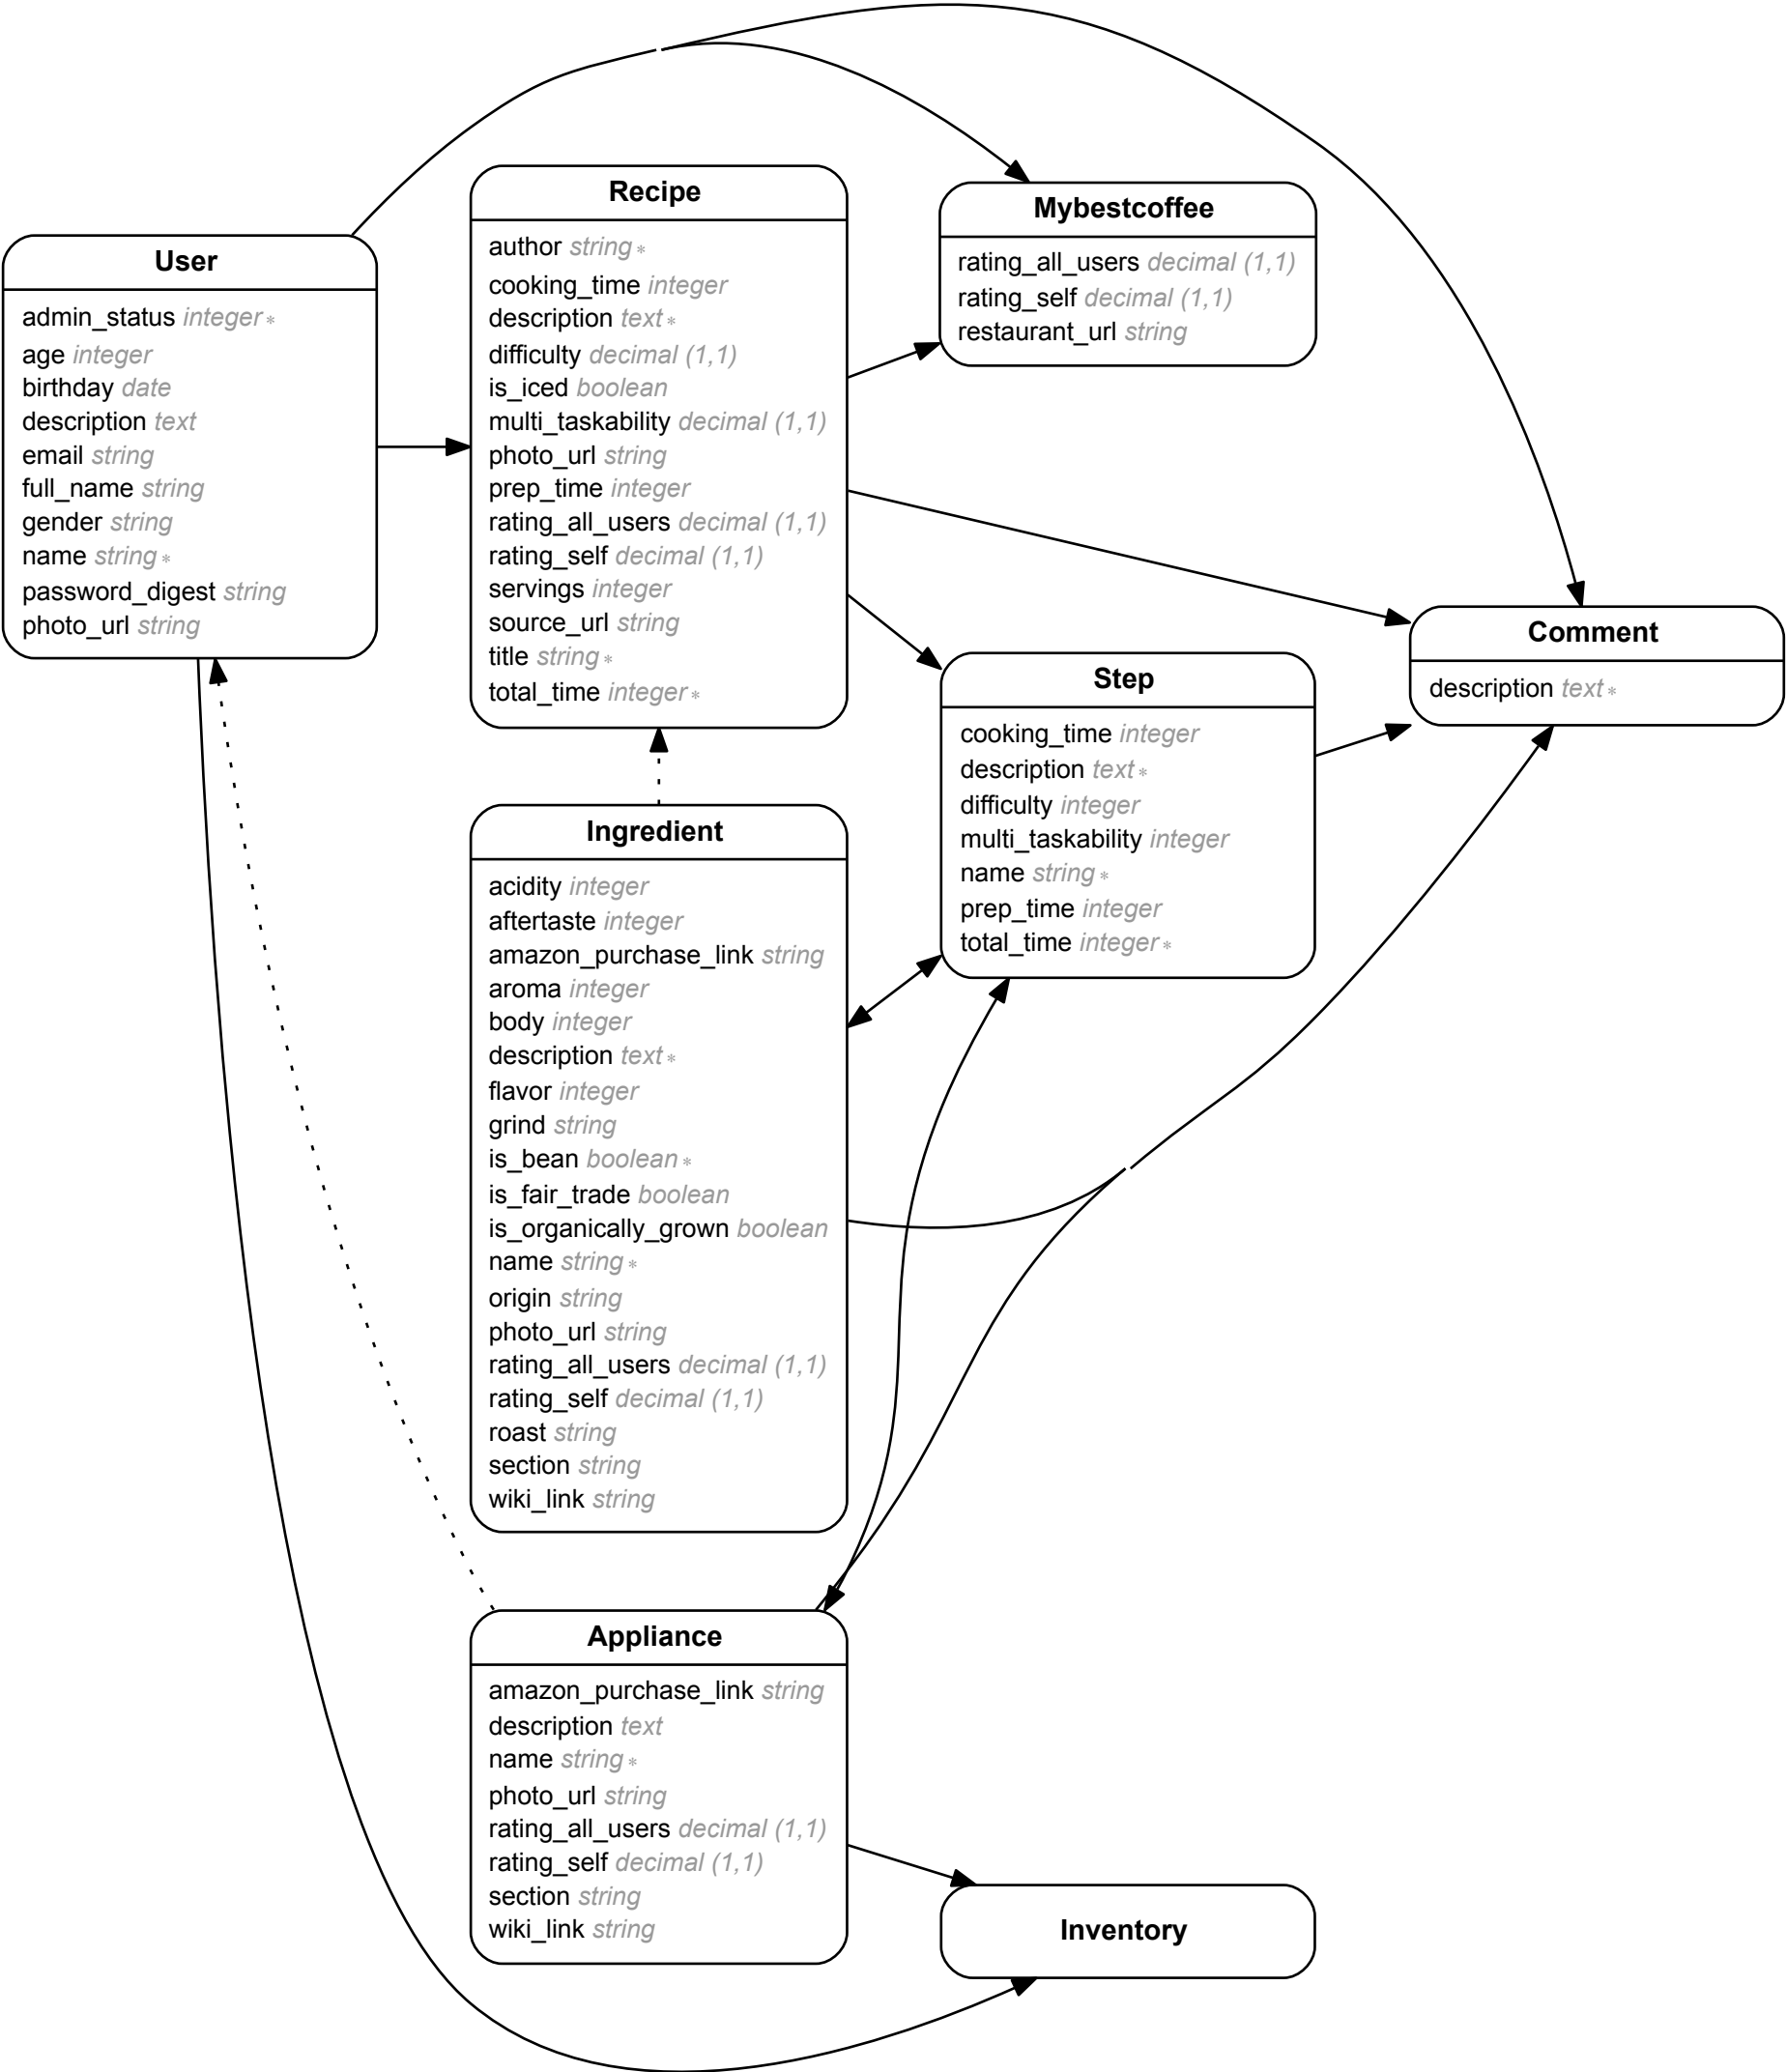 User
admin_status integer *
age integer
birthday date
description text
email string
full_name string
gender string
name string *
password_digest string
photo_url string
Recipe
author string *
cooking_time integer
description text *
difficulty decimal (1,1)
is_iced boolean
multi_taskability decimal (1,1)
photo_url string
prep_time integer
rating_all_users decimal (1,1)
rating_self decimal (1,1)
servings integer
source_url string
title string *
total_time integer *
Mybestcoffee
rating_all_users decimal (1,1)
rating_self decimal (1,1)
restaurant_url string
Comment
description text *
Step
cooking_time integer
description text *
difficulty integer
multi_taskability integer
name string *
prep_time integer
total_time integer *
Ingredient
acidity integer
aftertaste integer
amazon_purchase_link string
aroma integer
body integer
description text *
flavor integer
grind string
is_bean boolean *
is_fair_trade boolean
is_organically_grown boolean
name string *
origin string
photo_url string
rating_all_users decimal (1,1)
rating_self decimal (1,1)
roast string
section string
wiki_link string
Appliance
amazon_purchase_link string
description text
name string *
photo_url string
rating_all_users decimal (1,1)
rating_self decimal (1,1)
section string
wiki_link string
Inventory